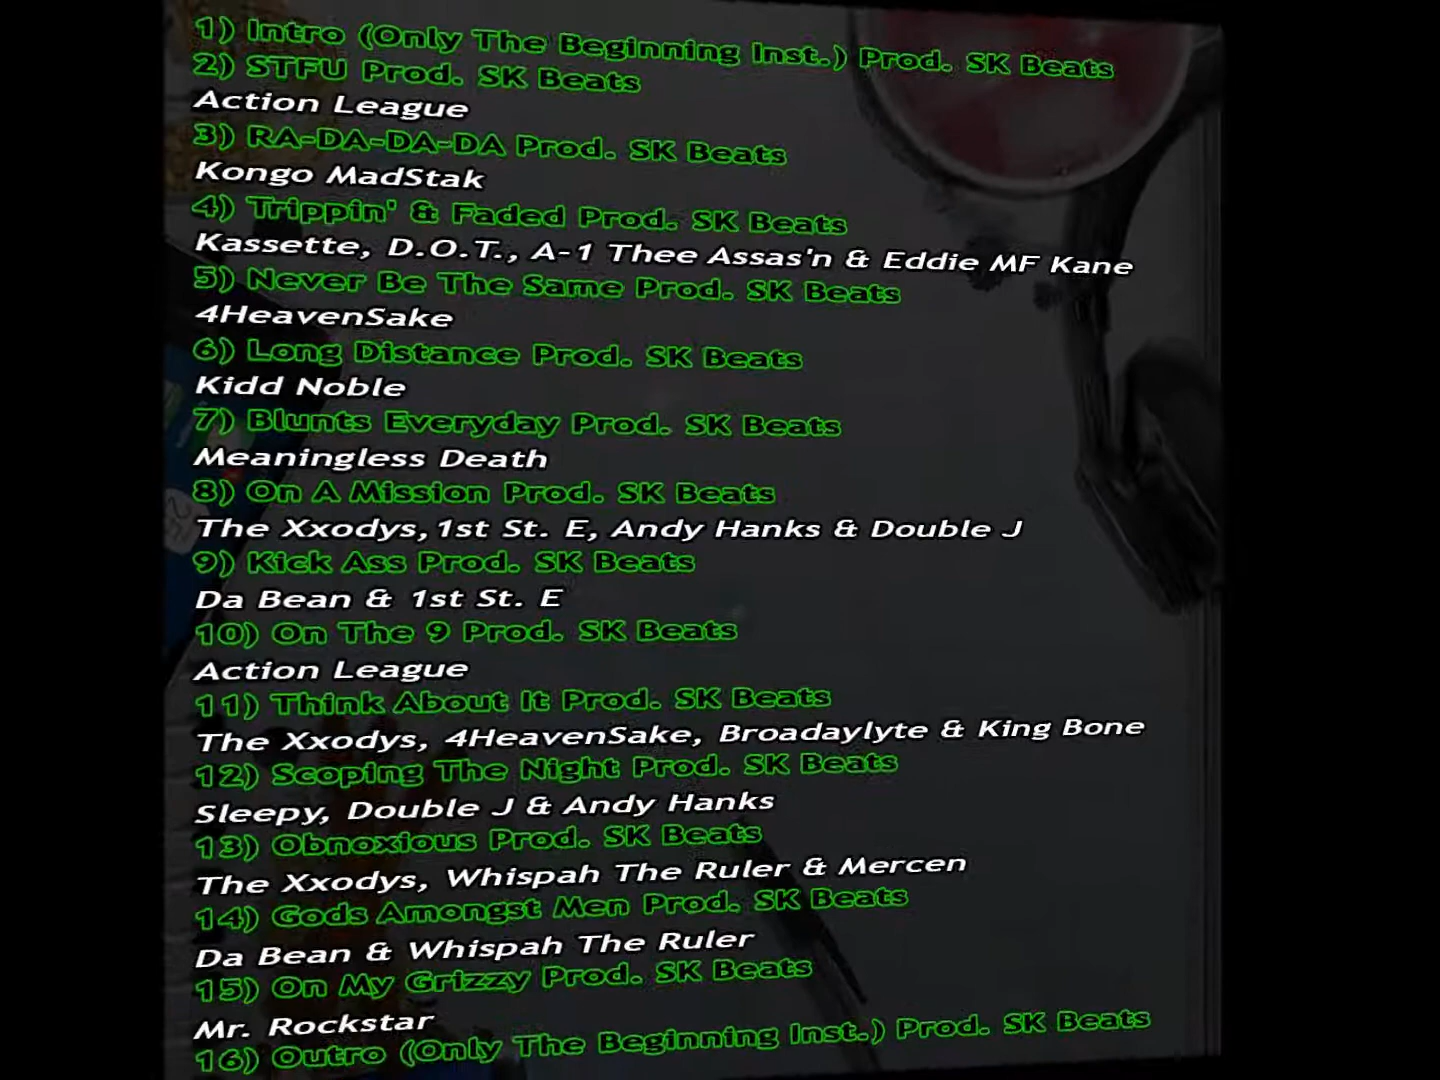 1) Intro (Only The Beginning Inst.) Prod. SK Beats
2) STFU Prod. SK Beats
Action League
3) RA-DA-DA-DA Prod. SK Beats
Kongo MadStak
4) Trippin' & Faded Prod. SK Beats
Kassette, D.O.T., A-1 Thee Assas'n & Eddie MF Kane
5) Never Be The Same Prod. SK Beats
4HeavenSake
6) Long Distance Prod. SK Beats
Kidd Noble
7) Blunts Everyday Prod. SK Beats
Meaningless Death
8) On A Mission Prod. SK Beats
The Xxodys, 1st St. E, Andy Hanks & Double J
9) Kick Ass Prod. SK Beats
Da Bean & 1st St. E
10) On The 9 Prod. SK Beats
Action League
11) Think About It Prod. SK Beats
The Xxodys, 4HeavenSake, Broadaylyte & King Bone
12) Scoping The Night Prod. SK Beats
Sleepy, Double J & Andy Hanks
13) Obnoxious Prod. SK Beats
The Xxodys, Whispah The Ruler & Mercen
14) Gods Amongst Men Prod. SK Beats
Da Bean & Whispah The Ruler
15) On My Grizzy Prod. SK Beats
Mr. Rockstar
16) Outro (Only The Beginning Inst.) Prod. SK Beats